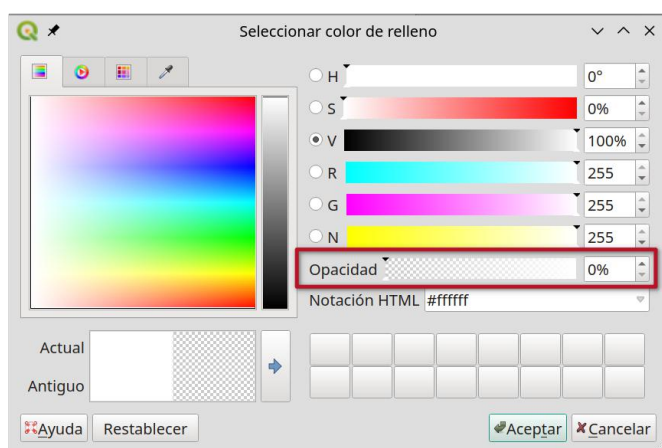 Seleccionar color de relleno
H 0°
S 0%
V 100%
R 255
G 255
N 255
Opacidad 0%
Notación HTML #ffffff
Actual
Antiguo
Ayuda Restablecer Aceptar Cancelar